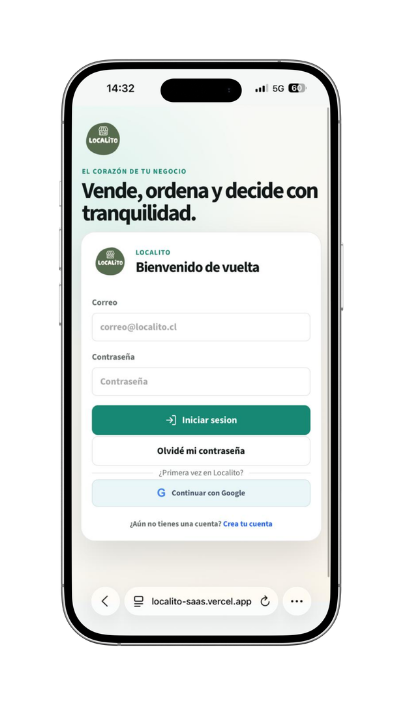 14:32
5G
60
LOCALITO
EL CORAZÓN DE TU NEGOCIO
Vende, ordena y decide con
tranquilidad.
LOCALITO
LOCALITO
Bienvenido de vuelta
Correo
correo@localito.cl
Contraseña
Contraseña
Iniciar sesion
Olvidé mi contraseña
¿Primera vez en Localito?
G Continuar con Google
¿Aún no tienes una cuenta? Crea tu cuenta
localito-saas.vercel.app